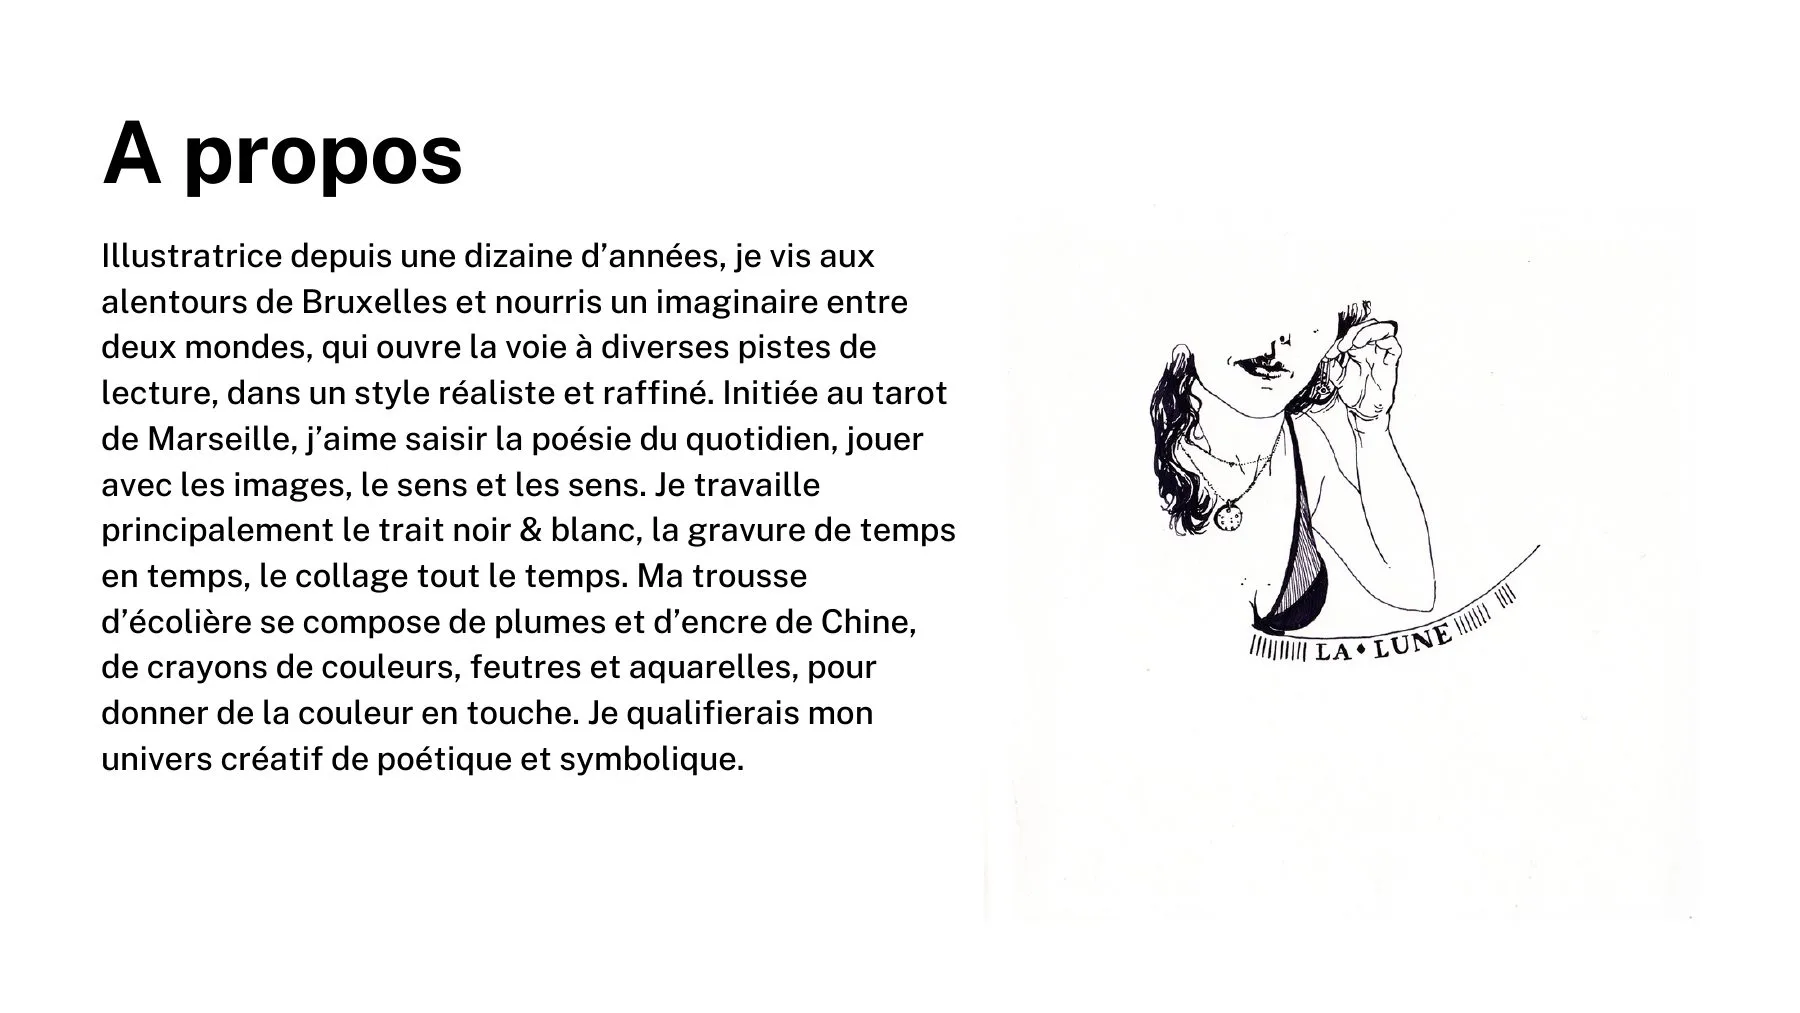 A propos
Illustratrice depuis une dizaine d’années, je vis aux
alentours de Bruxelles et nourris un imaginaire entre
deux mondes, qui ouvre la voie à diverses pistes de
lecture, dans un style réaliste et raffiné. Initiée au tarot
de Marseille, j’aime saisir la poésie du quotidien, jouer
avec les images, le sens et les sens. Je travaille
principalement le trait noir & blanc, la gravure de temps
en temps, le collage tout le temps. Ma trousse
d’écolière se compose de plumes et d’encre de Chine,
de crayons de couleurs, feutres et aquarelles, pour
donner de la couleur en touche. Je qualifierais mon
univers créatif de poétique et symbolique.
LA•LUNE